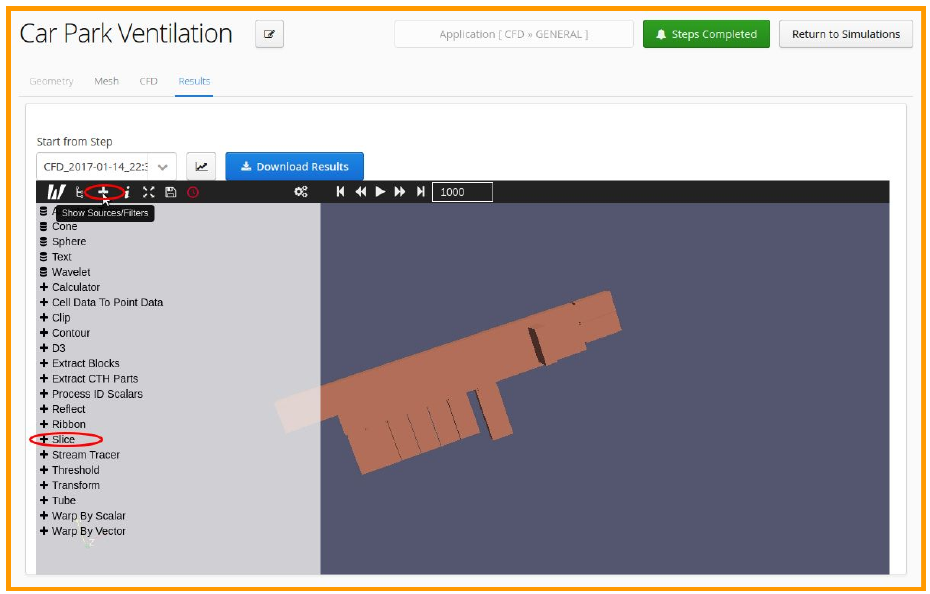 Car Park Ventilation
Application [ CFD » GENERAL ]
Steps Completed
Return to Simulations
Geometry
Mesh
CFD
Results
Start from Step
CFD_2017-01-14_22:3
Download Results
1000
Show Sources/Filters
Cone
Sphere
Text
Wavelet
Calculator
Cell Data To Point Data
Clip
Contour
D3
Extract Blocks
Extract CTH Parts
Process ID Scalars
Reflect
Ribbon
Slice
Stream Tracer
Threshold
Transform
Tube
Warp By Scalar
Warp By Vector